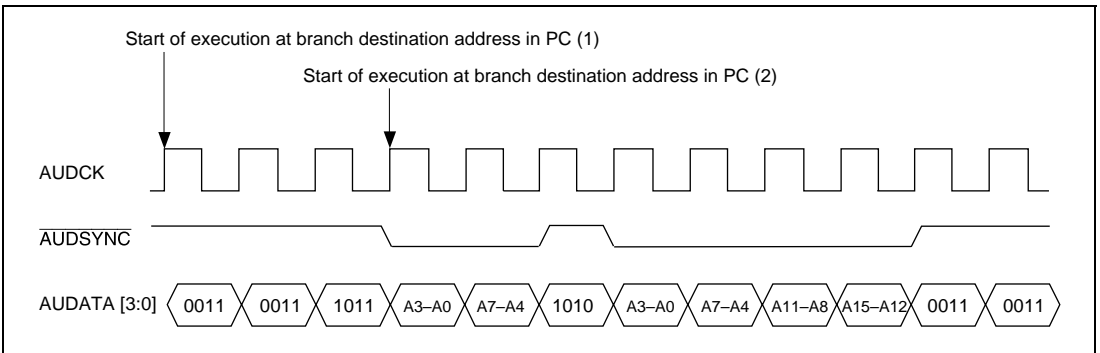 Start of execution at branch destination address in PC (1)
Start of execution at branch destination address in PC (2)
AUDCK
AUDSYNC
AUDATA [3:0] 0011 0011 1011 A3–A0 A7–A4 1010 A3–A0 A7–A4 A11–A8 A15–A12 0011 0011